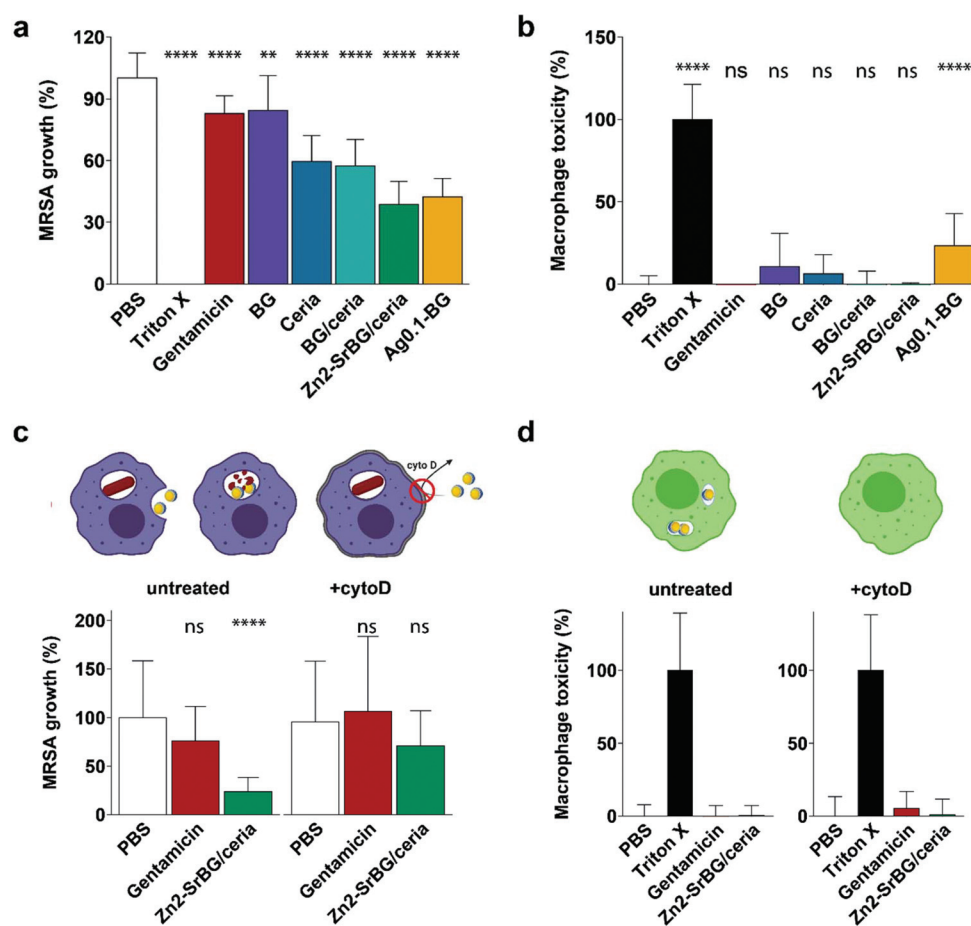 a
MRSA growth (%)
120
90
60
30
0
**** **** ** **** **** **** ****
PBS
Triton X
Gentamicin
BG
Ceria
BG/ceria
Zn2-SrBG/ceria
Ag0.1-BG
b
Macrophage toxicity (%)
150
100
50
0
**** ns ns ns ns ns ****
PBS
Triton X
Gentamicin
BG
Ceria
BG/ceria
Zn2-SrBG/ceria
Ag0.1-BG
c
cyto D
untreated +cytoD
MRSA growth (%)
200
150
100
50
0
ns **** ns ns
PBS
Gentamicin
Zn2-SrBG/ceria
PBS
Gentamicin
Zn2-SrBG/ceria
d
untreated +cytoD
Macrophage toxicity (%)
100
50
0
PBS
Triton X
Gentamicin
Zn2-SrBG/ceria
100
50
0
PBS
Triton X
Gentamicin
Zn2-SrBG/ceria